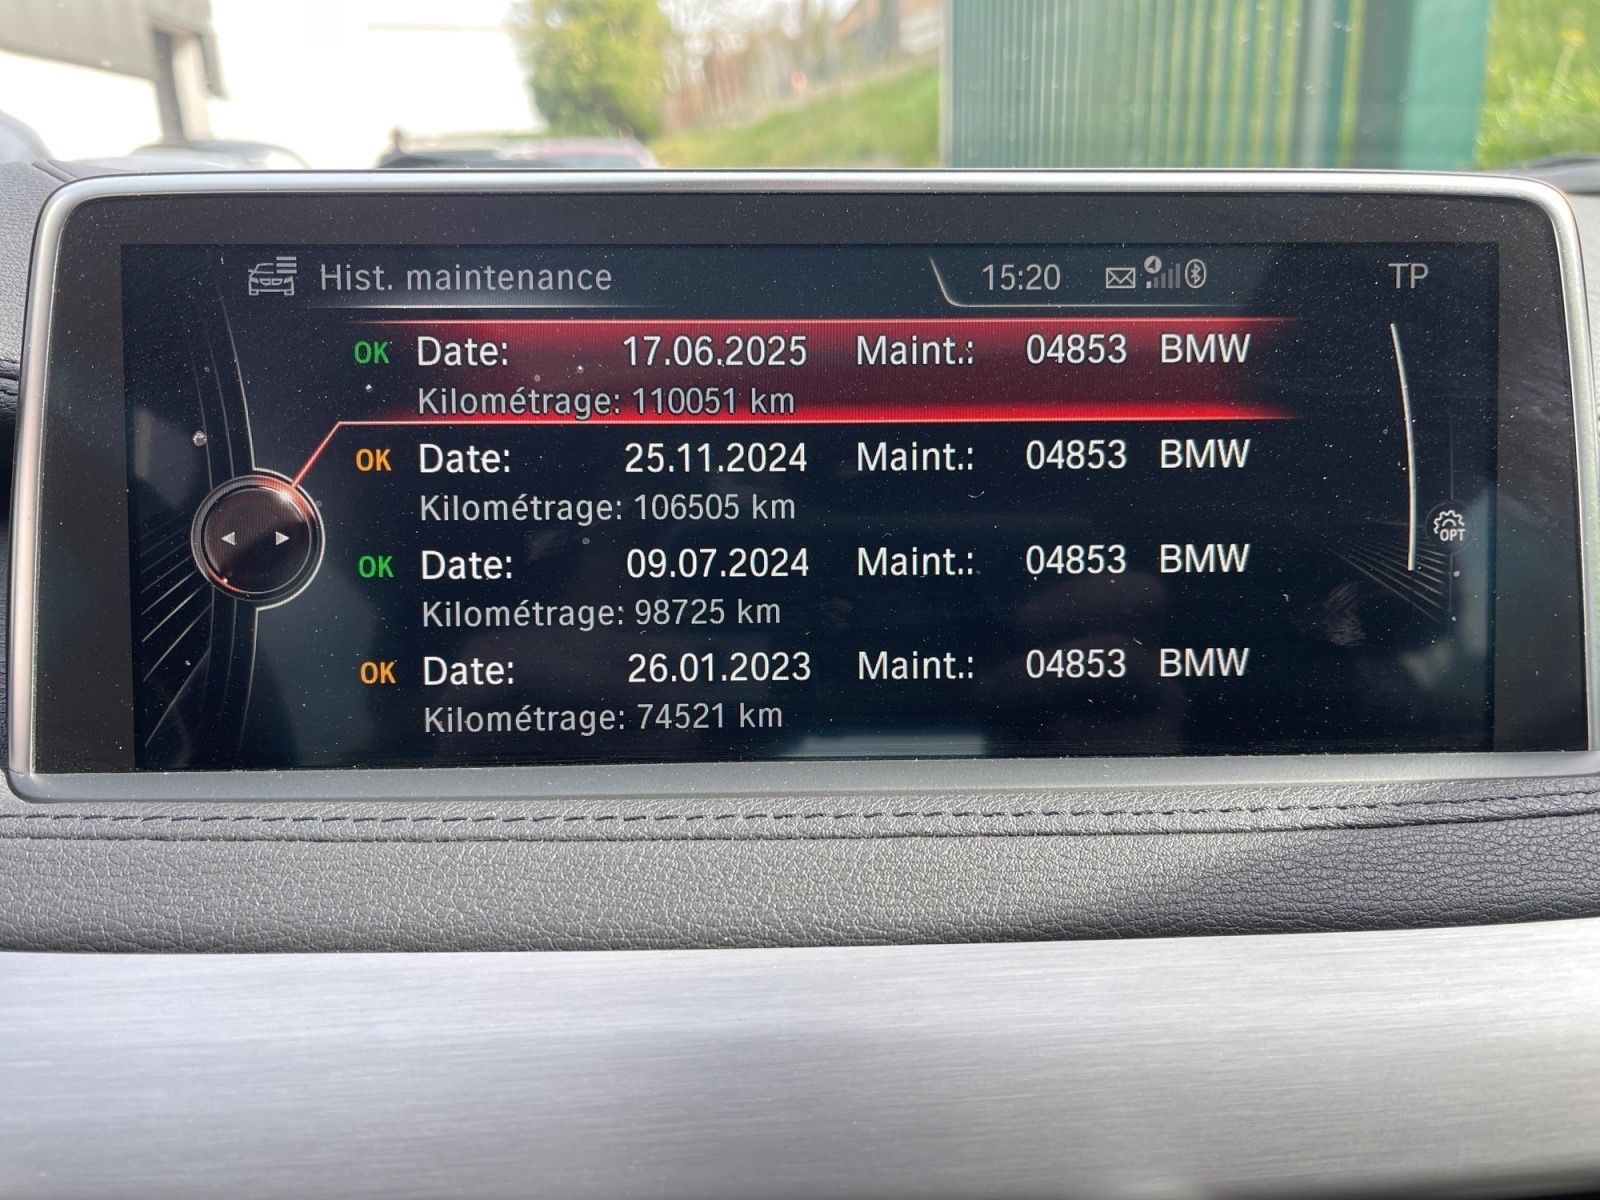 Hist. maintenance 15:20 TP
OK Date: 17.06.2025 Maint.: 04853 BMW
Kilométrage: 110051 km
OK Date: 25.11.2024 Maint.: 04853 BMW
Kilométrage: 106505 km
OK Date: 09.07.2024 Maint.: 04853 BMW
OPT
Kilométrage: 98725 km
OK Date: 26.01.2023 Maint.: 04853 BMW
Kilométrage: 74521 km